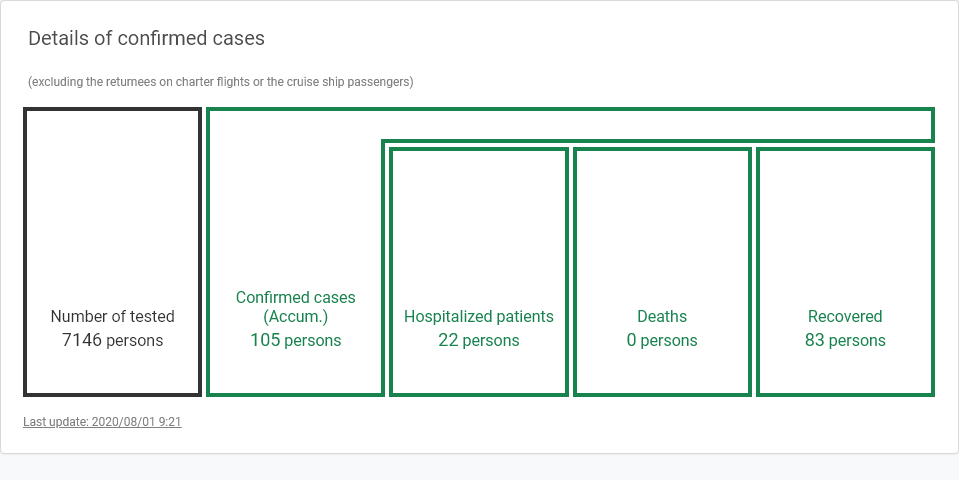 Details of confirmed cases
(excluding the returnees on charter flights or the cruise ship passengers)
Number of tested
7146 persons
Confirmed cases
(Accum.)
105 persons
Hospitalized patients
22 persons
Deaths
0 persons
Recovered
83 persons
Last update: 2020/08/01 9:21